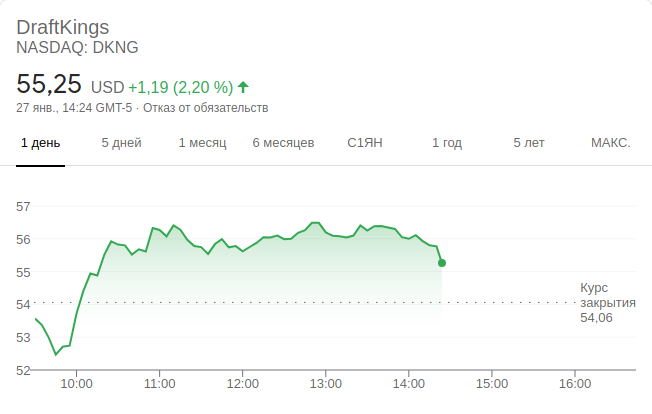 DraftKings
NASDAQ: DKNG
55,25 USD +1,19 (2,20 %)
27 янв., 14:24 GMT-5 · Отказ от обязательств
1 день 5 дней 1 месяц 6 месяцев С1ЯН 1 год 5 лет МАКС.
57
56
55
Курс
54
закрытия
54,06
53
52
10:00 11:00 12:00 13:00 14:00 15:00 16:00